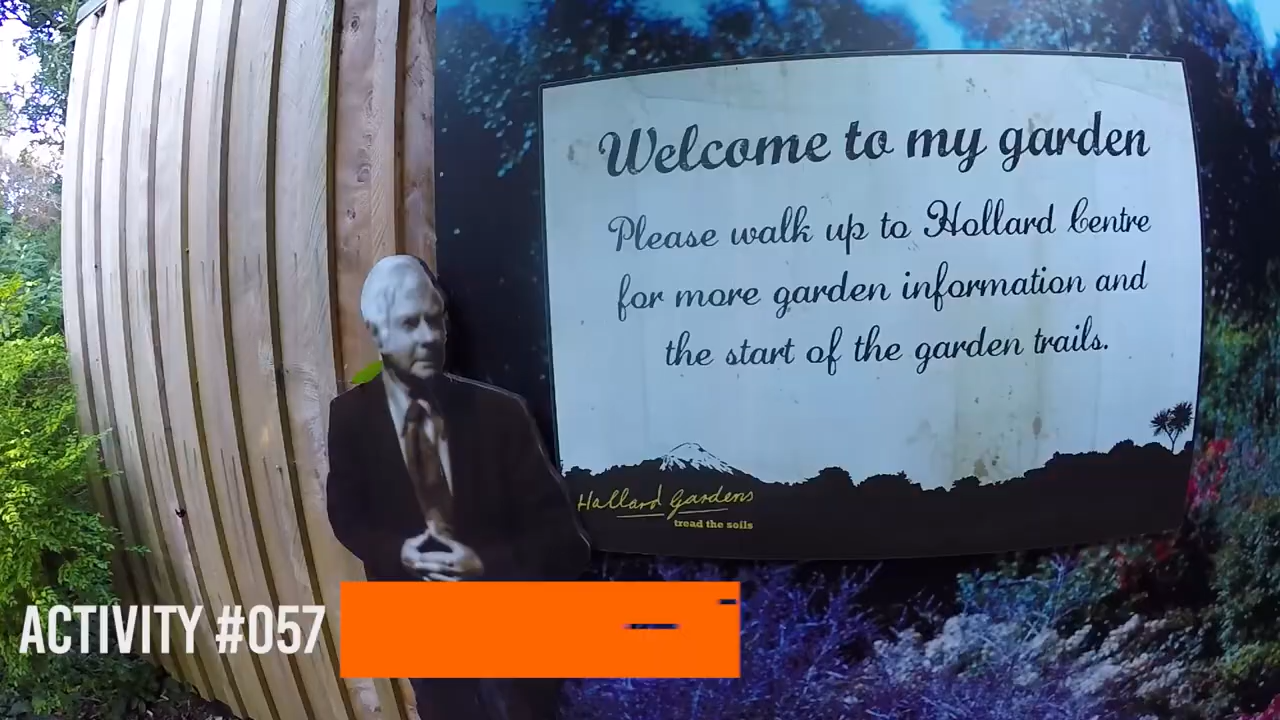 Welcome to my garden
Please walk up to Hollard Centre
for more garden information and
the start of the garden trails.
Hollard Gardens
tread the soils
ACTIVITY #057